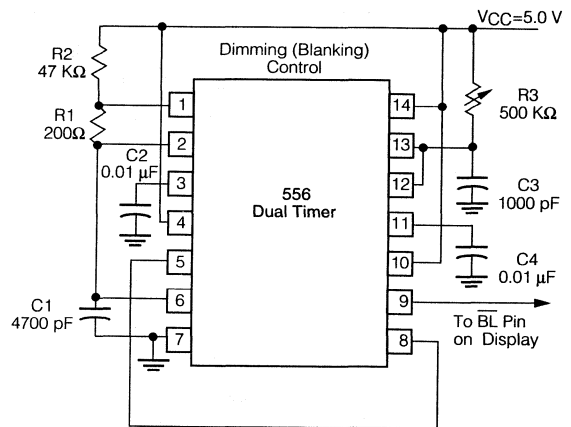 VCC=5.0 V
Dimming (Blanking)
Control
R2
47 KΩ
R1
200Ω
C2
0.01 µF
C1
4700 pF
1
2
3
4
5
6
7
556
Dual Timer
14
13
12
11
10
9
8
R3
500 KΩ
C3
1000 pF
C4
0.01 µF
To B̅L̅ Pin
on Display